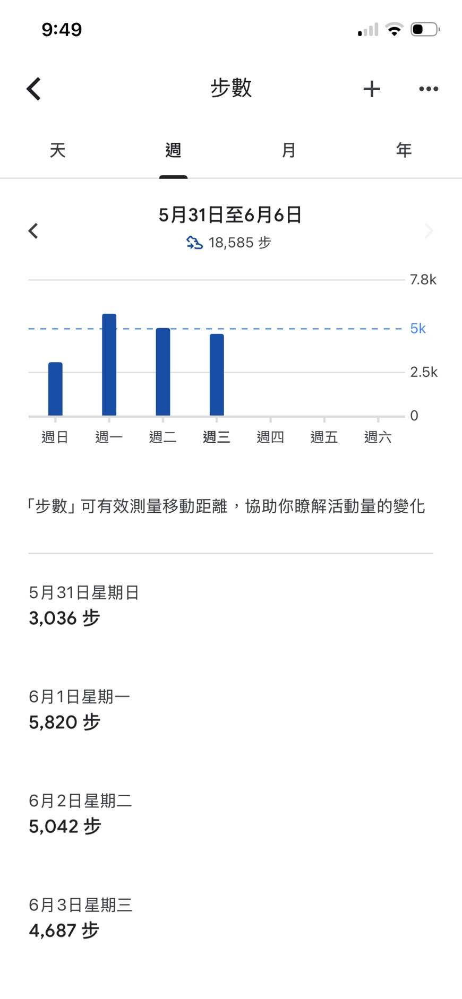 9:49
步數
天 週 月 年
5月31日至6月6日
18,585 步
7.8k
5k
2.5k
0
週日 週一 週二 週三 週四 週五 週六
「步數」可有效測量移動距離，協助你瞭解活動量的變化
5月31日星期日
3,036 步
6月1日星期一
5,820 步
6月2日星期二
5,042 步
6月3日星期三
4,687 步